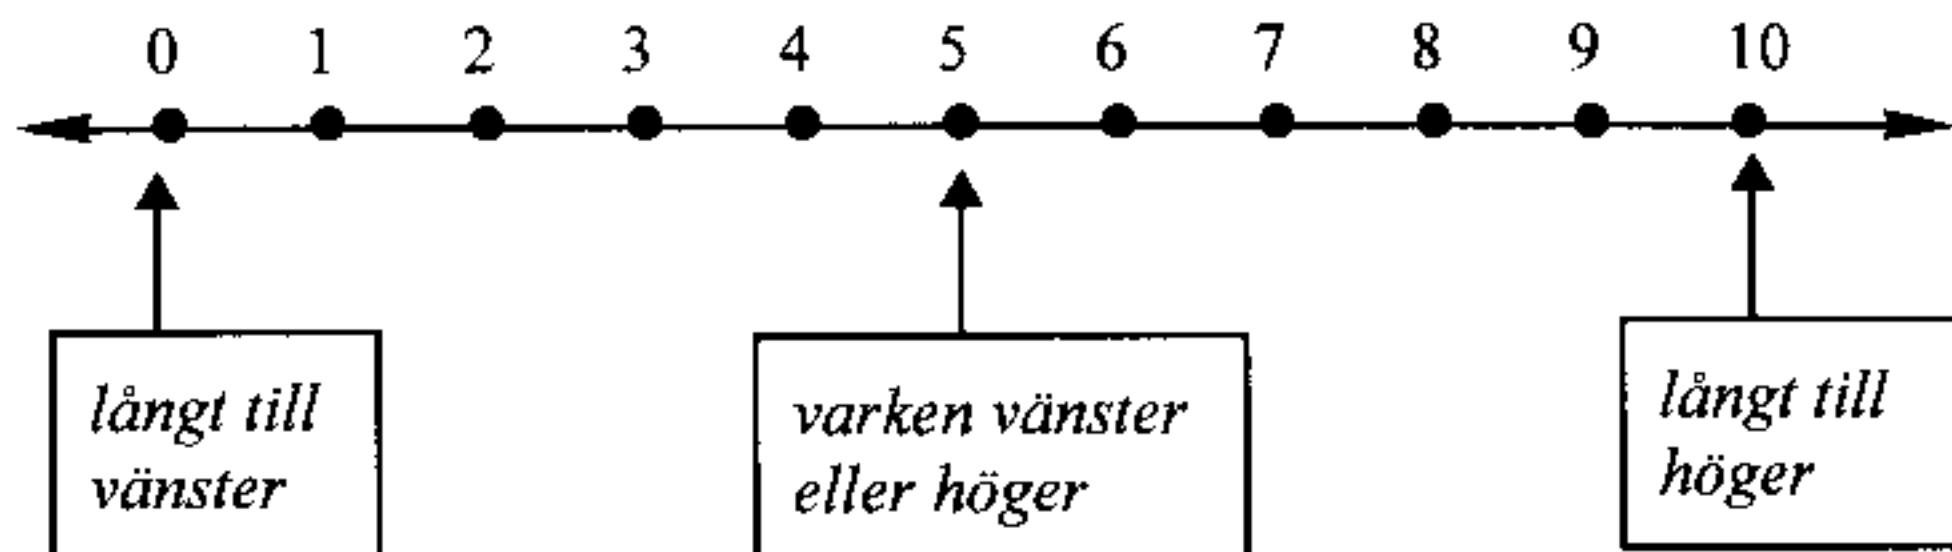 0 1 2 3 4 5 6 7 8 9 10
långt till
vänster
varken vänster
eller höger
långt till
höger